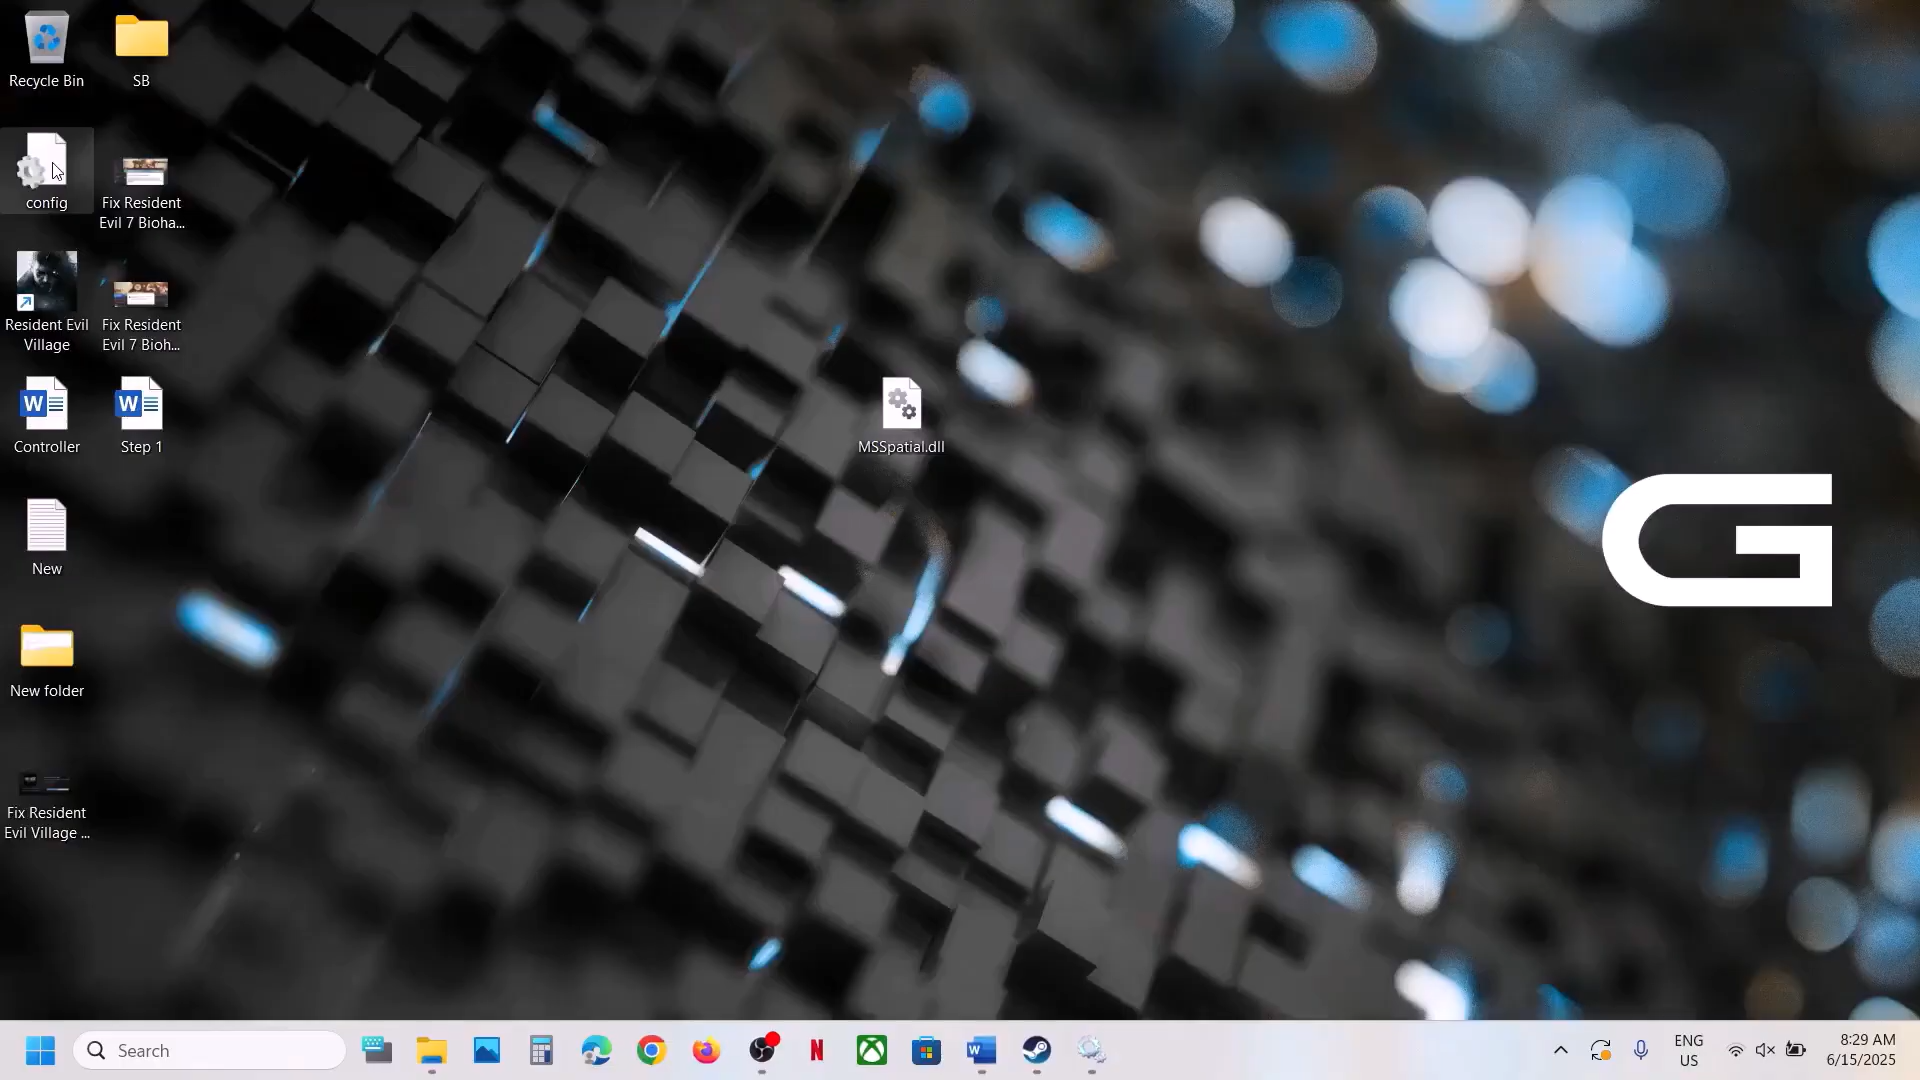 Recycle Bin
SB
config
Fix Resident
Evil 7 Bioha...
Resident Evil
Village
Fix Resident
Evil 7 Bioh...
Controller
Step 1
MSSpatial.dll
New
New folder
Fix Resident
Evil Village ...
G
Search
ENG
US
8:29 AM
6/15/2025